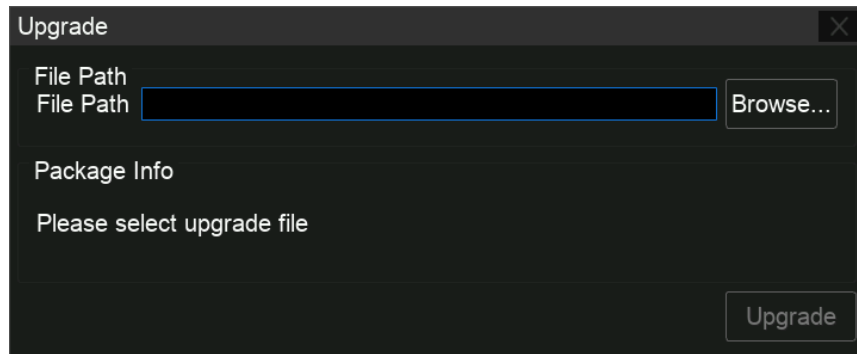 Upgrade
File Path
File Path Browse...
Package Info
Please select upgrade file
Upgrade